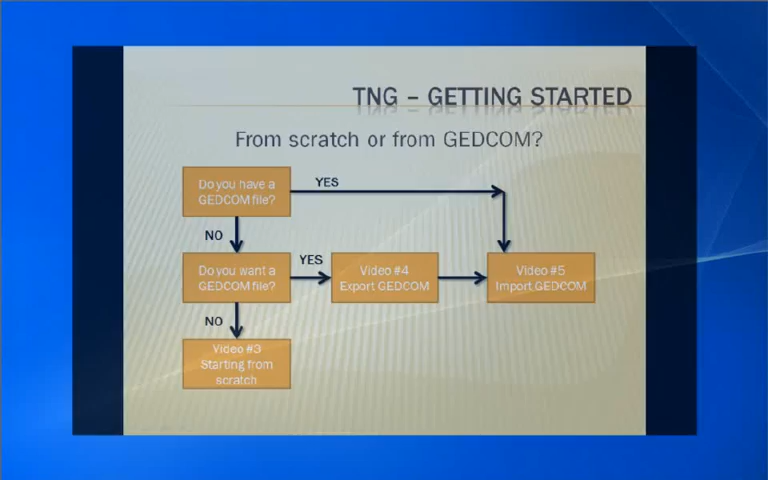 TNG – GETTING STARTED
From scratch or from GEDCOM?
Do you have a
GEDCOM file?
YES
NO
Do you want a
GEDCOM file?
YES
Video #4
Export GEDCOM
Video #5
Import GEDCOM
NO
Video #3
Starting from
scratch